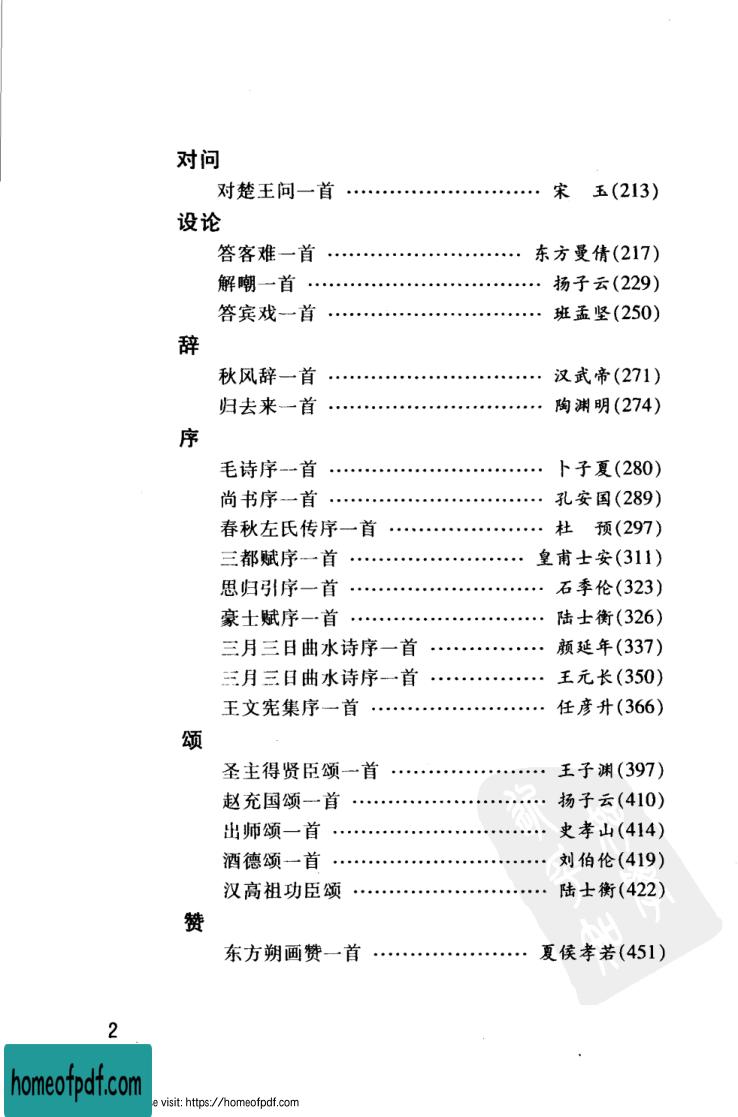 对问
对楚王问一首 ………………………… 宋　玉(213)
设论
答客难一首 ………………………… 东方曼倩(217)
解嘲一首 …………………………… 扬子云(229)
答宾戏一首 ………………………… 班孟坚(250)
辞
秋风辞一首 ………………………… 汉武帝(271)
归去来一首 ………………………… 陶渊明(274)
序
毛诗序一首 ………………………… 卜子夏(280)
尚书序一首 ………………………… 孔安国(289)
春秋左氏传序一首 ………………… 杜　预(297)
三都赋序一首 ……………………… 皇甫士安(311)
思归引序一首 ……………………… 石季伦(323)
豪士赋序一首 ……………………… 陆士衡(326)
三月三日曲水诗序一首 …………… 颜延年(337)
三月三日曲水诗序一首 …………… 王元长(350)
王文宪集序一首 …………………… 任彦升(366)
颂
圣主得贤臣颂一首 ………………… 王子渊(397)
赵充国颂一首 ……………………… 扬子云(410)
出师颂一首 ………………………… 史孝山(414)
酒德颂一首 ………………………… 刘伯伦(419)
汉高祖功臣颂 ……………………… 陆士衡(422)
赞
东方朔画赞一首 …………………… 夏侯孝若(451)
2
homeofpdf.com
e visit: https://homeofpdf.com